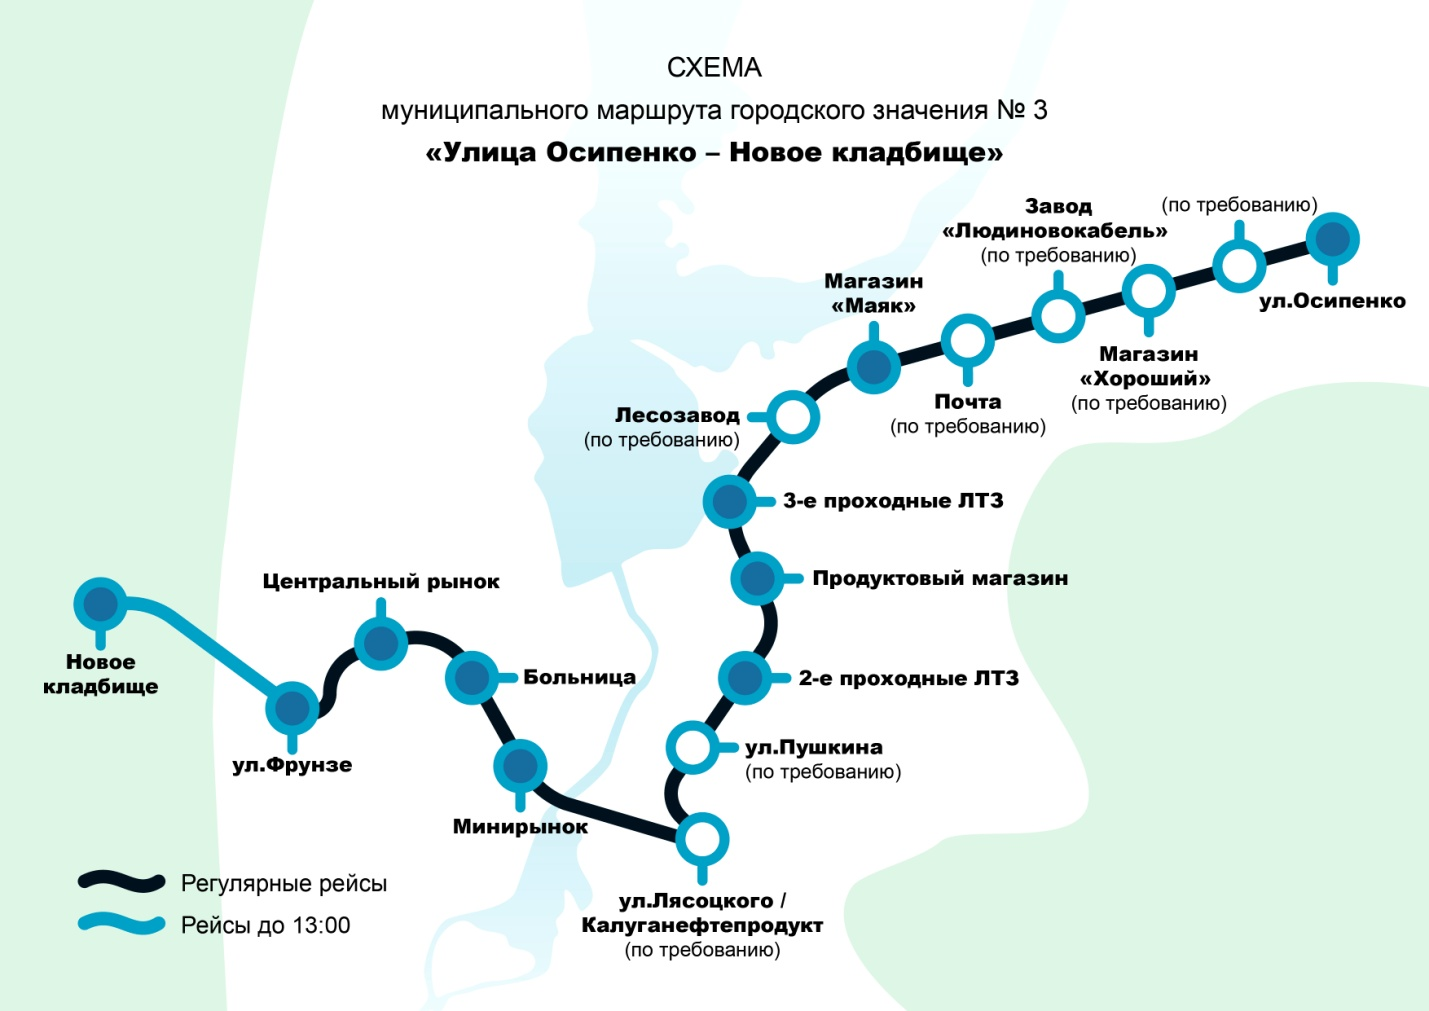 СХЕМА
муниципального маршрута городского значения № 3
«Улица Осипенко – Новое кладбище»
(по требованию)
ул.Осипенко
Завод
«Людиновокабель»
(по требованию)
Магазин
«Хороший»
(по требованию)
Почта
(по требованию)
Магазин
«Маяк»
Лесозавод
(по требованию)
3-е проходные ЛТЗ
Продуктовый магазин
2-е проходные ЛТЗ
ул.Пушкина
(по требованию)
ул.Лясоцкого /
Калуганефтепродукт
(по требованию)
Минирынок
Больница
Центральный рынок
ул.Фрунзе
Новое
кладбище
Регулярные рейсы
Рейсы до 13:00